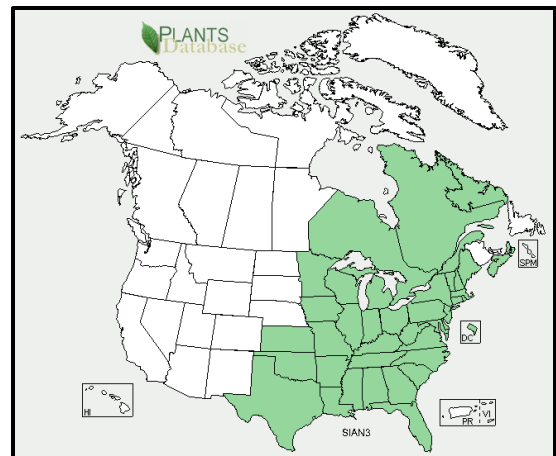 PLANTS
Database
SPM
DC
HI
PR
VI
SIAN3